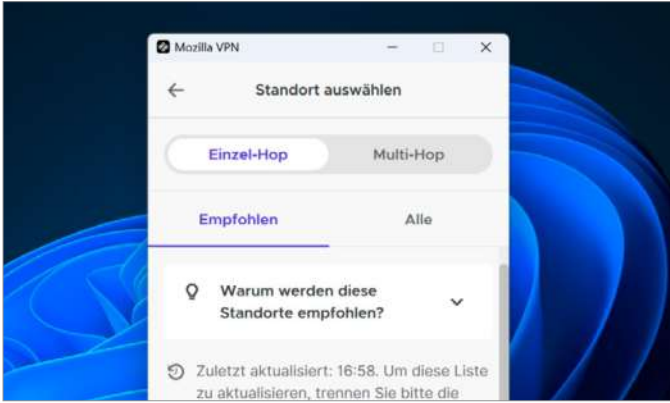 Mozilla VPN
Standort auswählen
Einzel-Hop
Multi-Hop
Empfohlen
Alle
Warum werden diese
Standorte empfohlen?
Zuletzt aktualisiert: 16:58. Um diese Liste
zu aktualisieren, trennen Sie bitte die